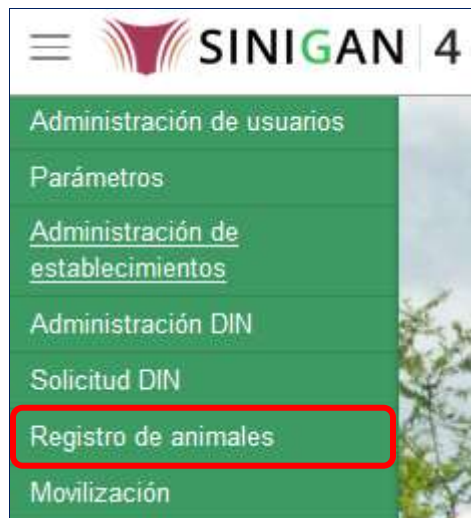 SINIGAN 4
Administración de usuarios
Parámetros
Administración de
establecimientos
Administración DIN
Solicitud DIN
Registro de animales
Movilización